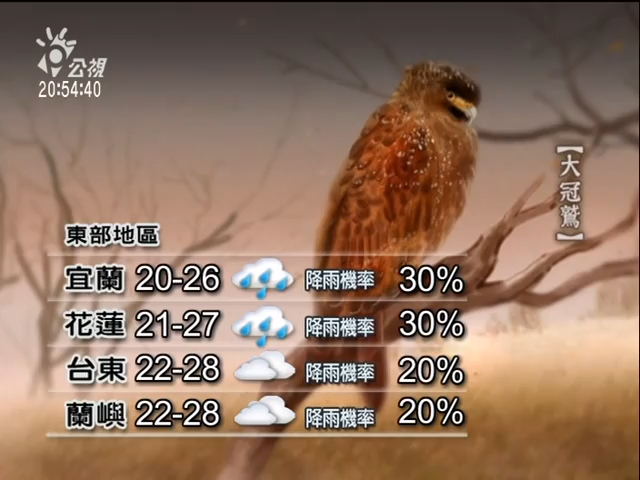 公視
20:54:40
【大冠鷲】
東部地區
宜蘭 20-26 降雨機率 30%
花蓮 21-27 降雨機率 30%
台東 22-28 降雨機率 20%
蘭嶼 22-28 降雨機率 20%